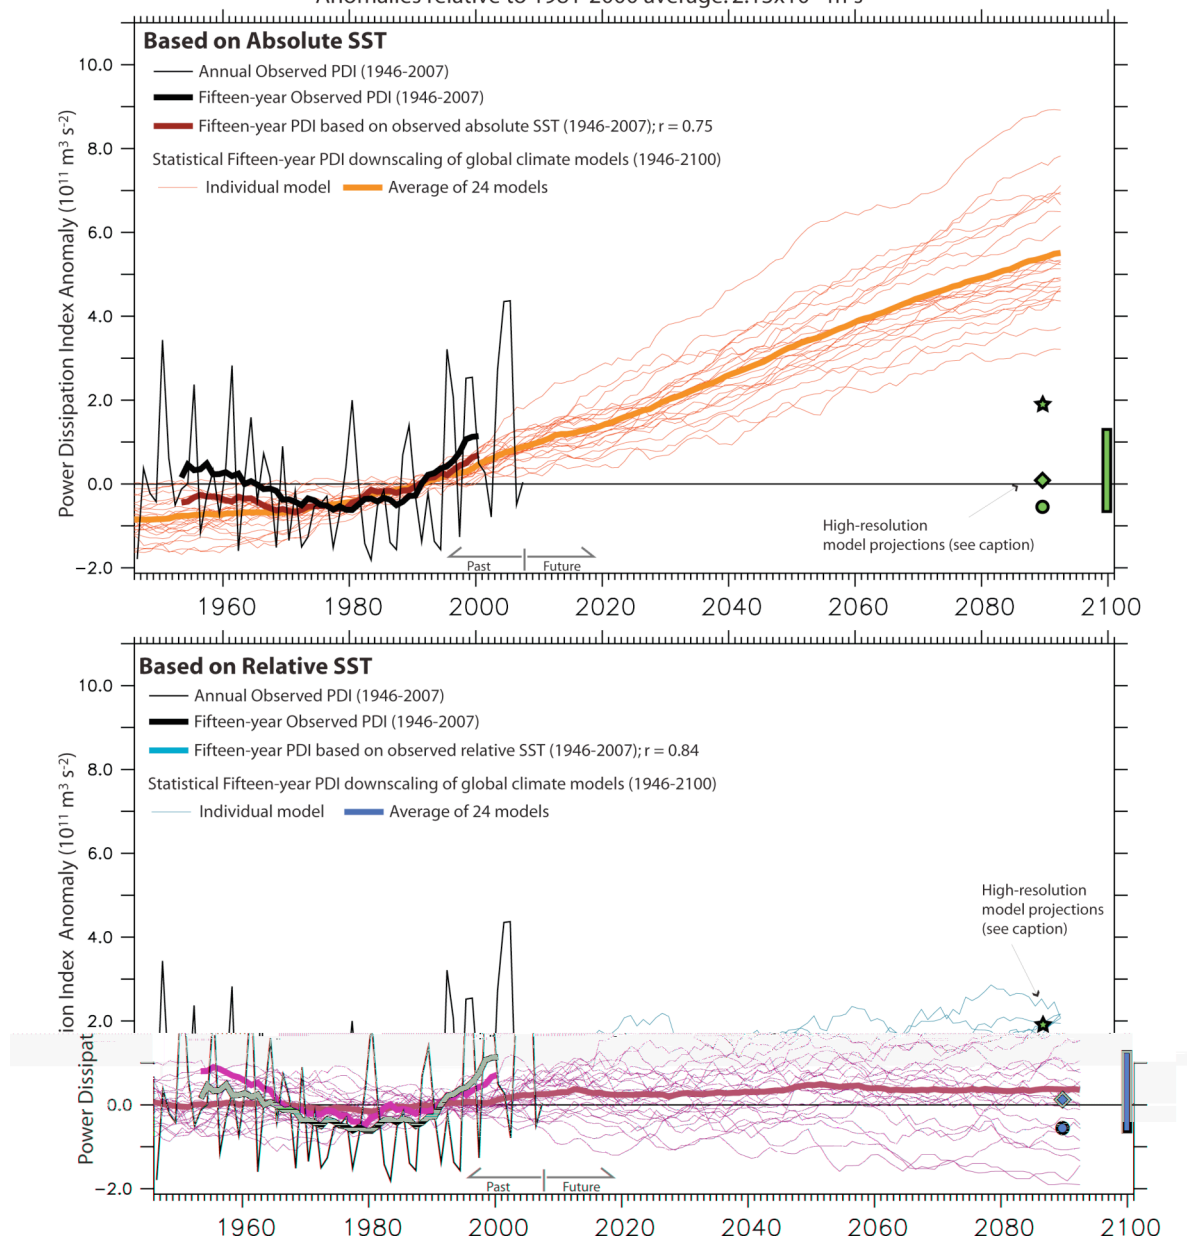 Based on Absolute SST
Annual Observed PDI (1946-2007)
Fifteen-year Observed PDI (1946-2007)
Fifteen-year PDI based on observed absolute SST (1946-2007); r = 0.75
Statistical Fifteen-year PDI downscaling of global climate models (1946-2100)
Individual model Average of 24 models
Power Dissipation Index Anomaly (10¹¹ m³ s⁻²)
10.0
8.0
6.0
4.0
2.0
0.0
−2.0
High-resolution
model projections (see caption)
Past Future
1960 1980 2000 2020 2040 2060 2080 2100
Based on Relative SST
Annual Observed PDI (1946-2007)
Fifteen-year Observed PDI (1946-2007)
Fifteen-year PDI based on observed relative SST (1946-2007); r = 0.84
Statistical Fifteen-year PDI downscaling of global climate models (1946-2100)
Individual model Average of 24 models
Power Dissipation Index Anomaly (10¹¹ m³ s⁻²)
10.0
8.0
6.0
4.0
2.0
0.0
−2.0
High-resolution
model projections
(see caption)
Past Future
1960 1980 2000 2020 2040 2060 2080 2100